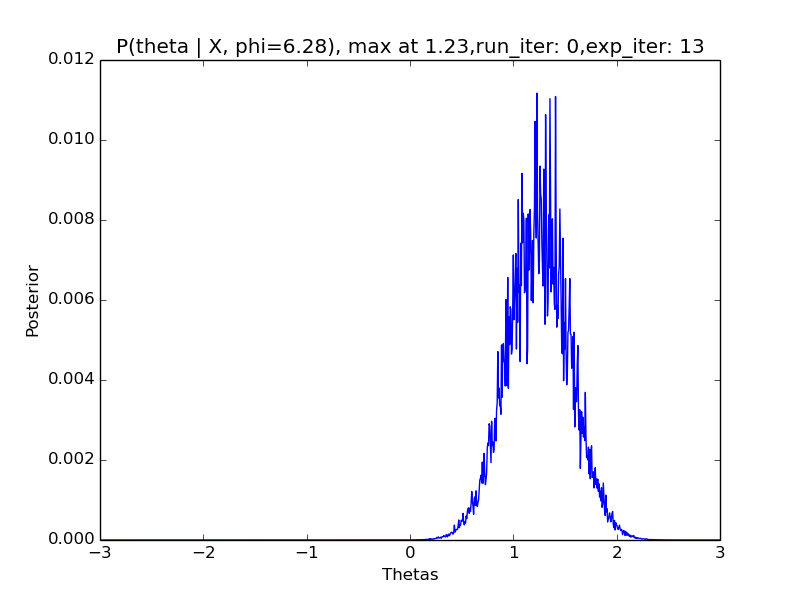 P(theta | X, phi=6.28), max at 1.23,run_iter: 0,exp_iter: 13
0.012
0.010
0.008
0.006
0.004
0.002
0.000
Posterior
−3 −2 −1 0 1 2 3
Thetas